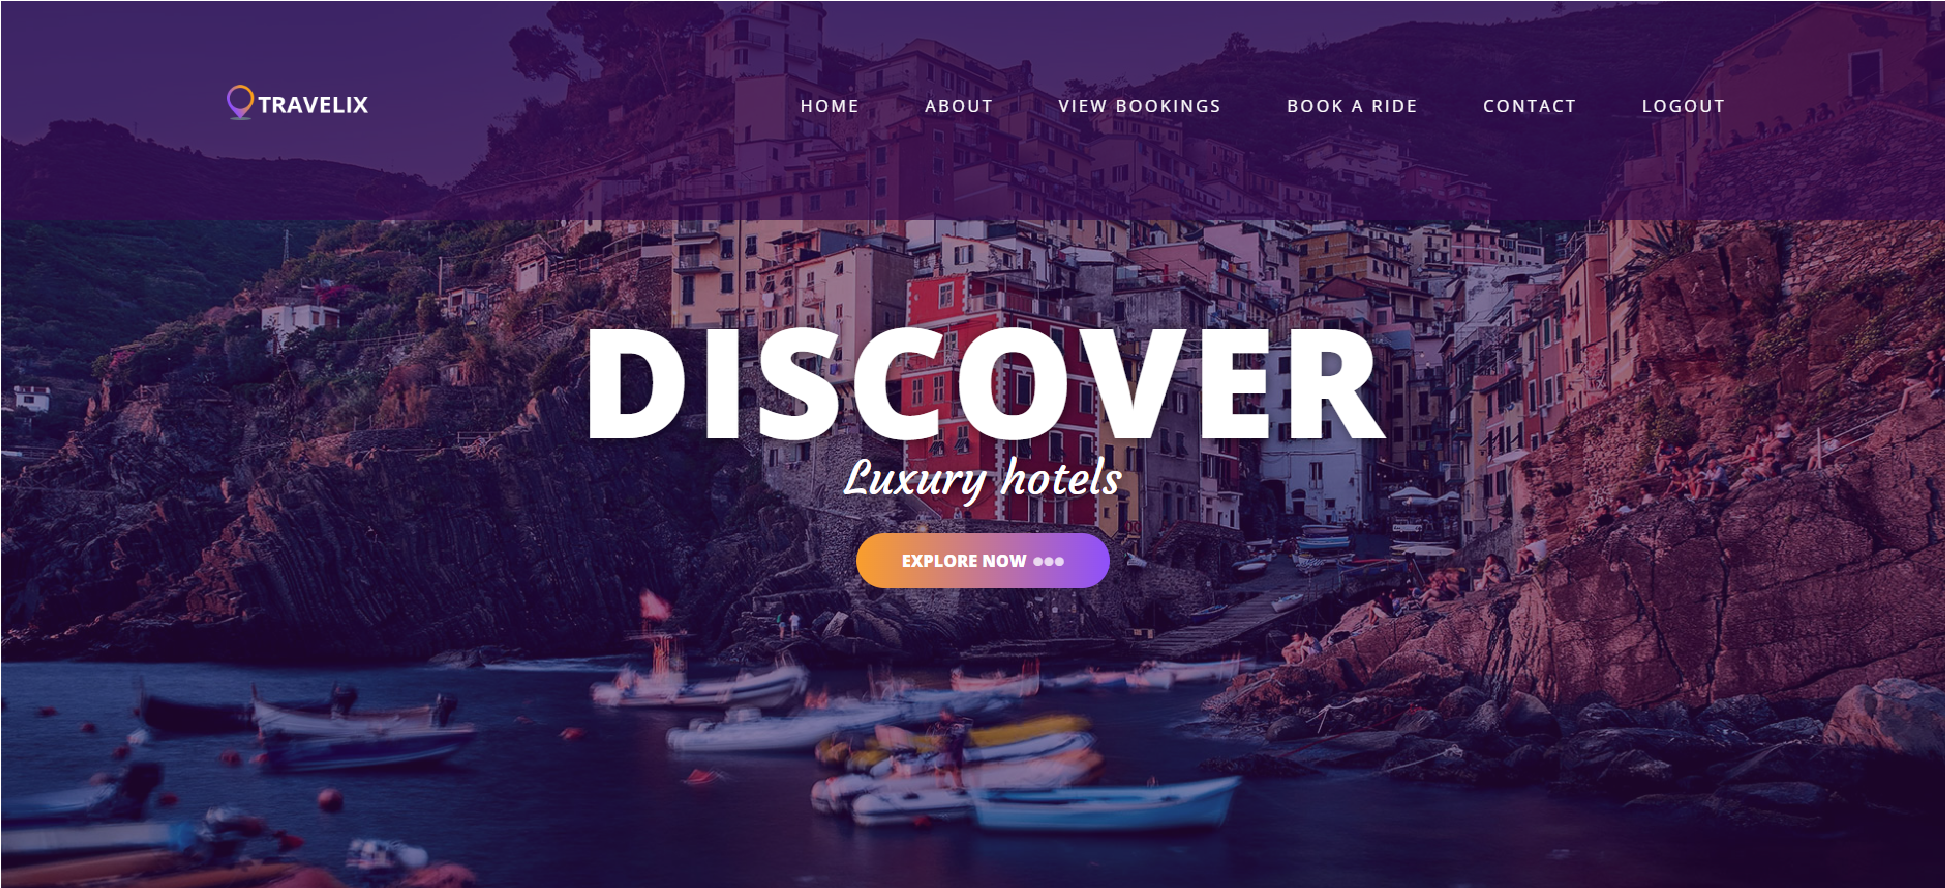 TRAVELIX
HOME ABOUT VIEW BOOKINGS BOOK A RIDE CONTACT LOGOUT
DISCOVER
Luxury hotels
EXPLORE NOW